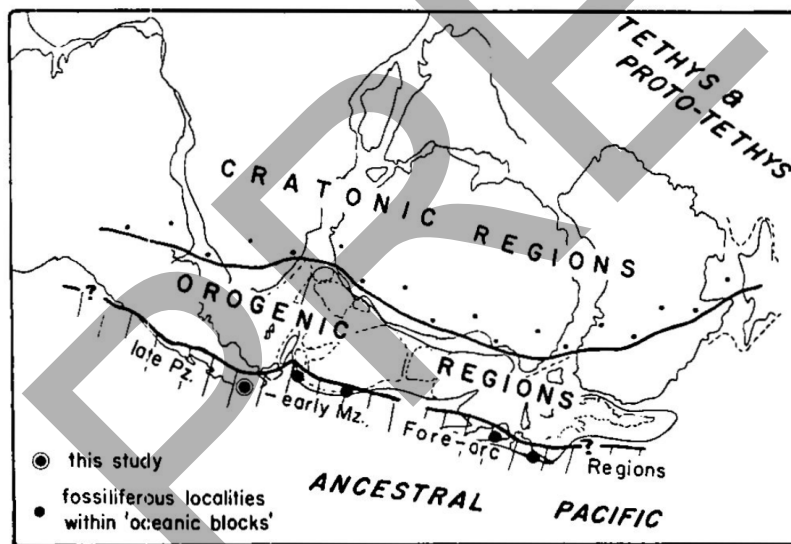 TETHYS &
PROTO-TETHYS
CRATONIC REGIONS
OROGENIC
REGIONS
?
late Pz.
-early Mz.
Fore-arc
?
Regions
this study
fossiliferous localities
within 'oceanic blocks'
ANCESTRAL PACIFIC